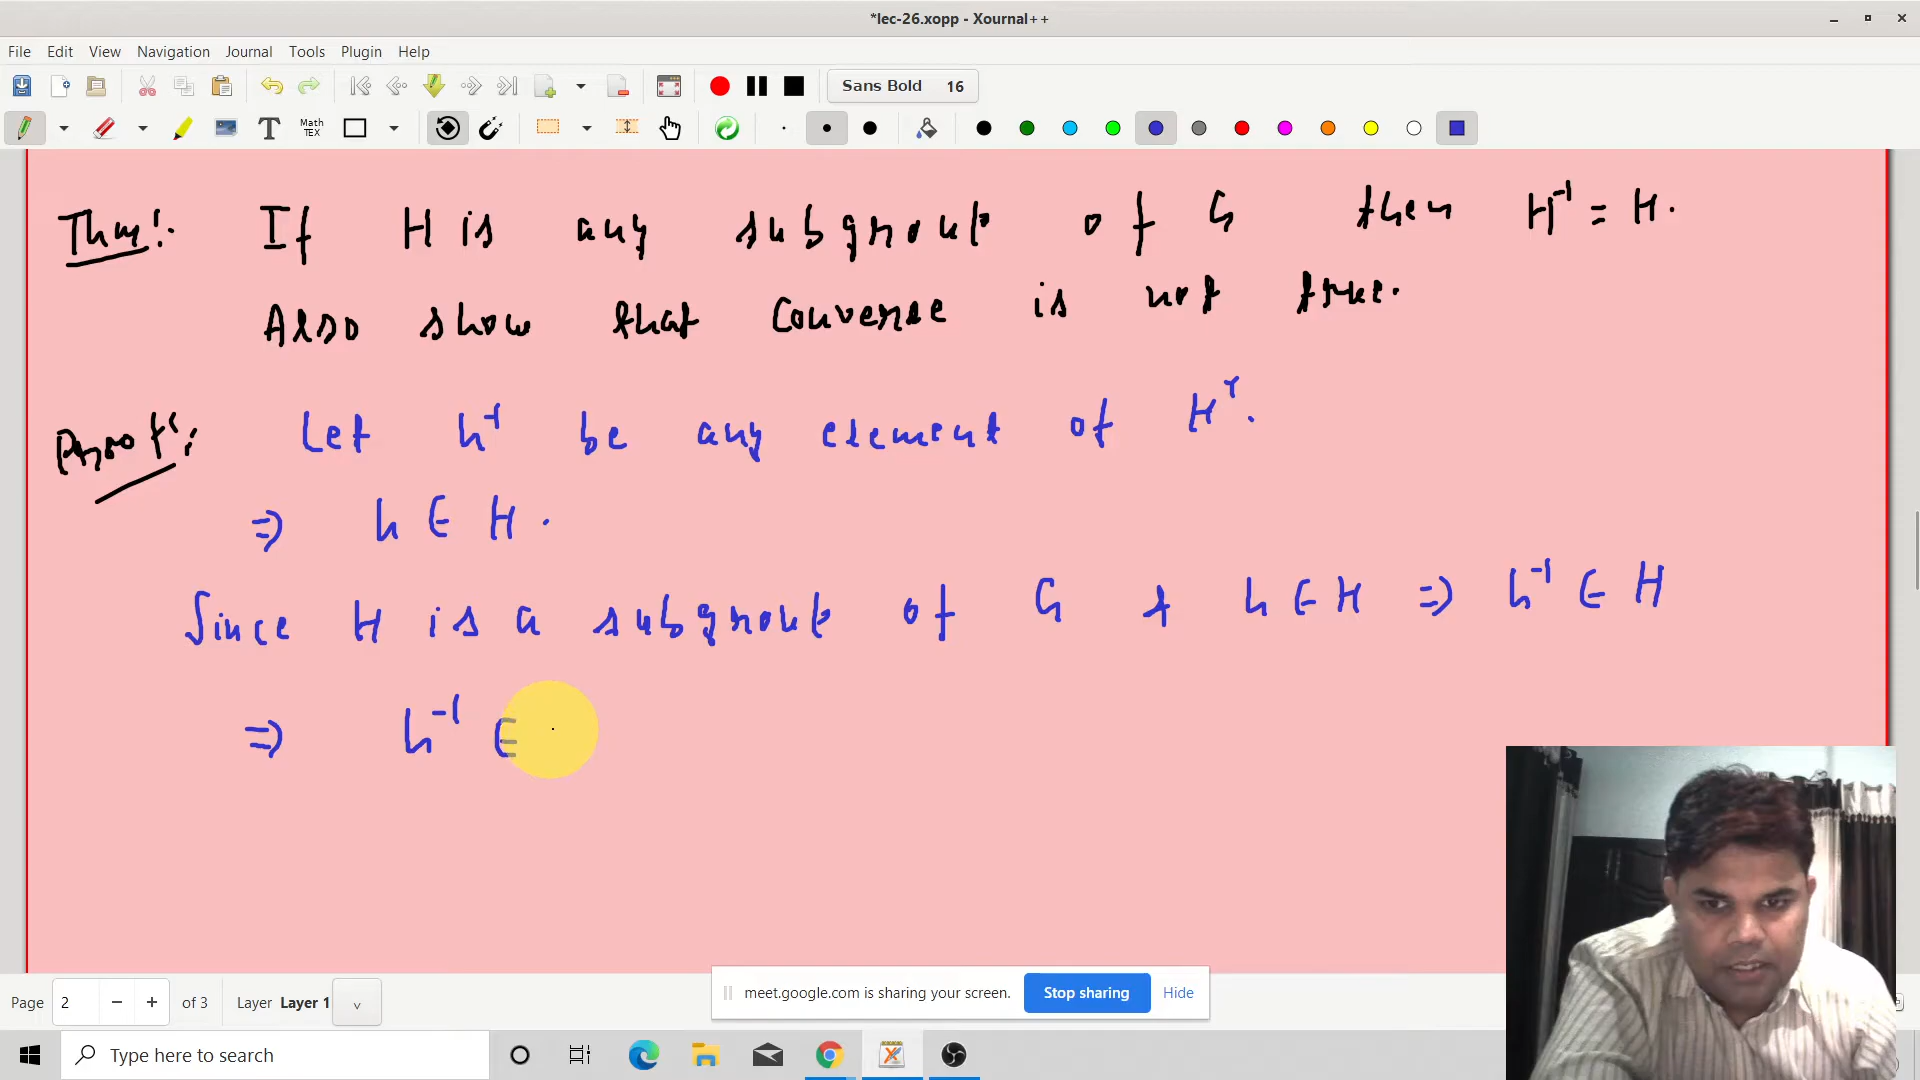 *lec-26.xopp - Xournal++
File Edit View Navigation Journal Tools Plugin Help
Sans Bold 16
Math TEX
Thm:. If H is any subgroup of G then H⁻¹ = H.
Also show that converse is not true.
Proof: Let h⁻¹ be any element of H⁻¹.
⇒ h ∈ H.
Since H is a subgroup of G & h ∈ H ⇒ h⁻¹ ∈ H
⇒ h⁻¹ ∈
Page 2 − + of 3 Layer Layer 1
meet.google.com is sharing your screen. Stop sharing Hide
Type here to search